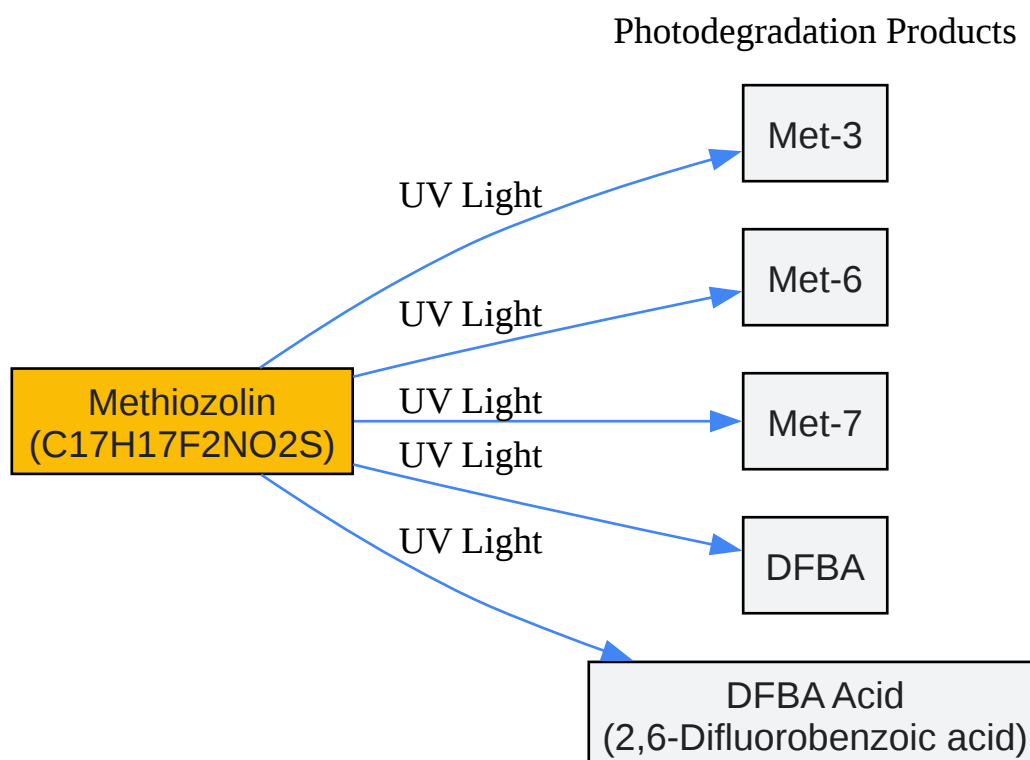 Photodegradation Products
Met-3
UV Light
Met-6
UV Light
Methiozolin
(C17H17F2NO2S)
UV Light
Met-7
UV Light
DFBA
UV Light
DFBA Acid
(2,6-Difluorobenzoic acid)